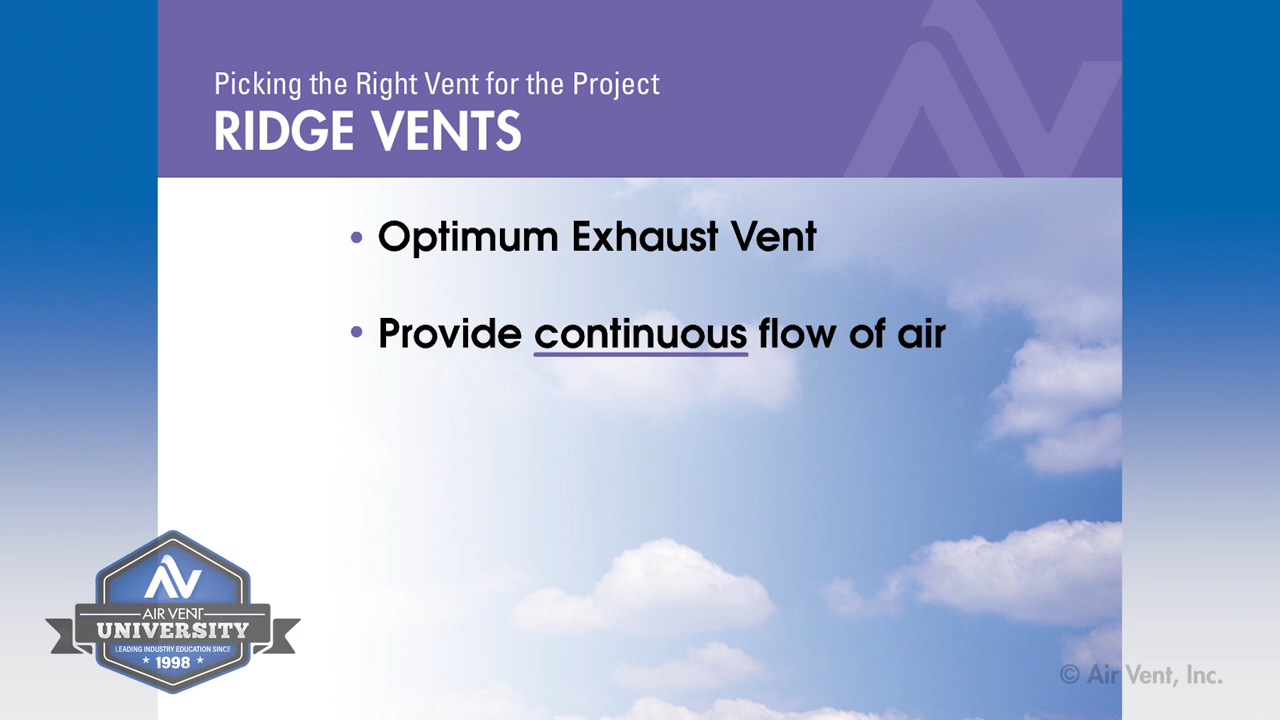 Picking the Right Vent for the Project
RIDGE VENTS
• Optimum Exhaust Vent
• Provide continuous flow of air
AV
AIR VENT
UNIVERSITY
LEADING INDUSTRY EDUCATION SINCE
★ 1998 ★
© Air Vent, Inc.